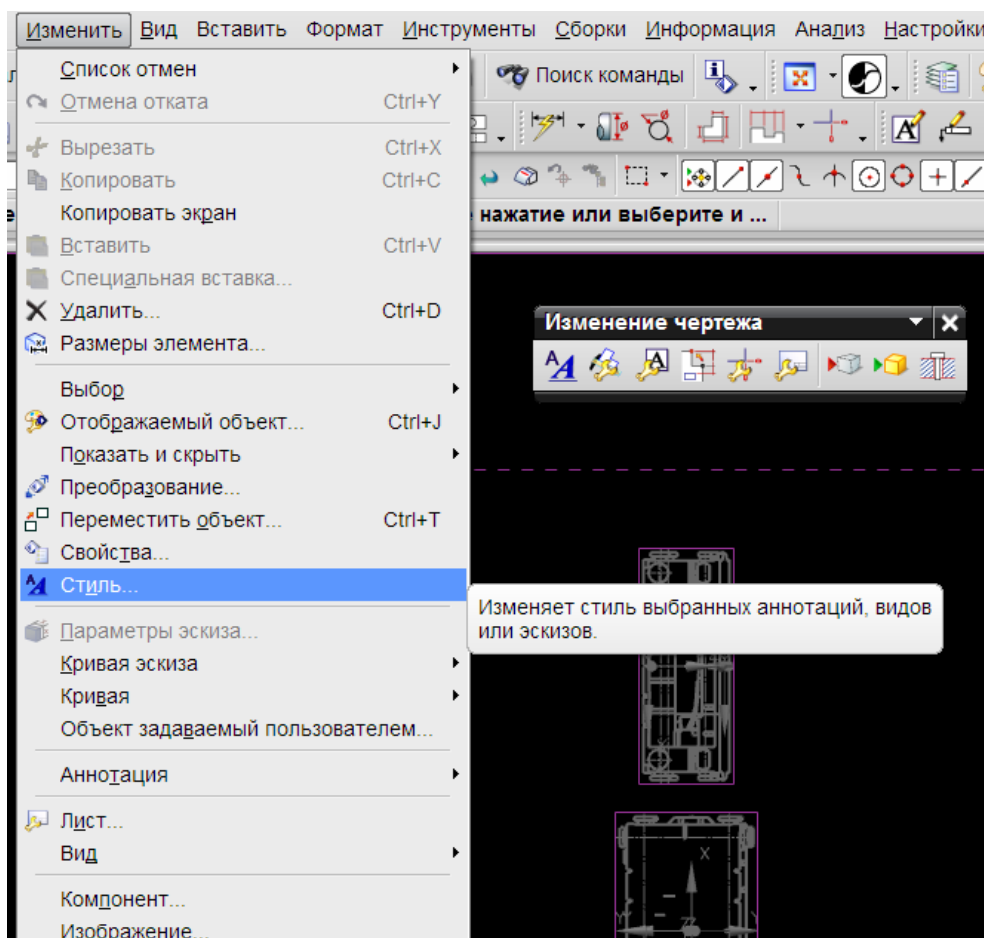 Изменить Вид Вставить Формат Инструменты Сборки Информация Анализ Настройки
Список отмен
Поиск команды
Отмена отката Ctrl+Y
Вырезать Ctrl+X
Копировать Ctrl+C
Копировать экран
нажатие или выберите и ...
Вставить Ctrl+V
Специальная вставка...
Удалить... Ctrl+D
Изменение чертежа
Размеры элемента...
Выбор
Отображаемый объект... Ctrl+J
Показать и скрыть
Преобразование...
Переместить объект... Ctrl+T
Свойства...
Стиль...
Изменяет стиль выбранных аннотаций, видов
или эскизов.
Параметры эскиза...
Кривая эскиза
Кривая
Объект задаваемый пользователем...
Аннотация
Лист...
Вид
X
Компонент...
Изображение...